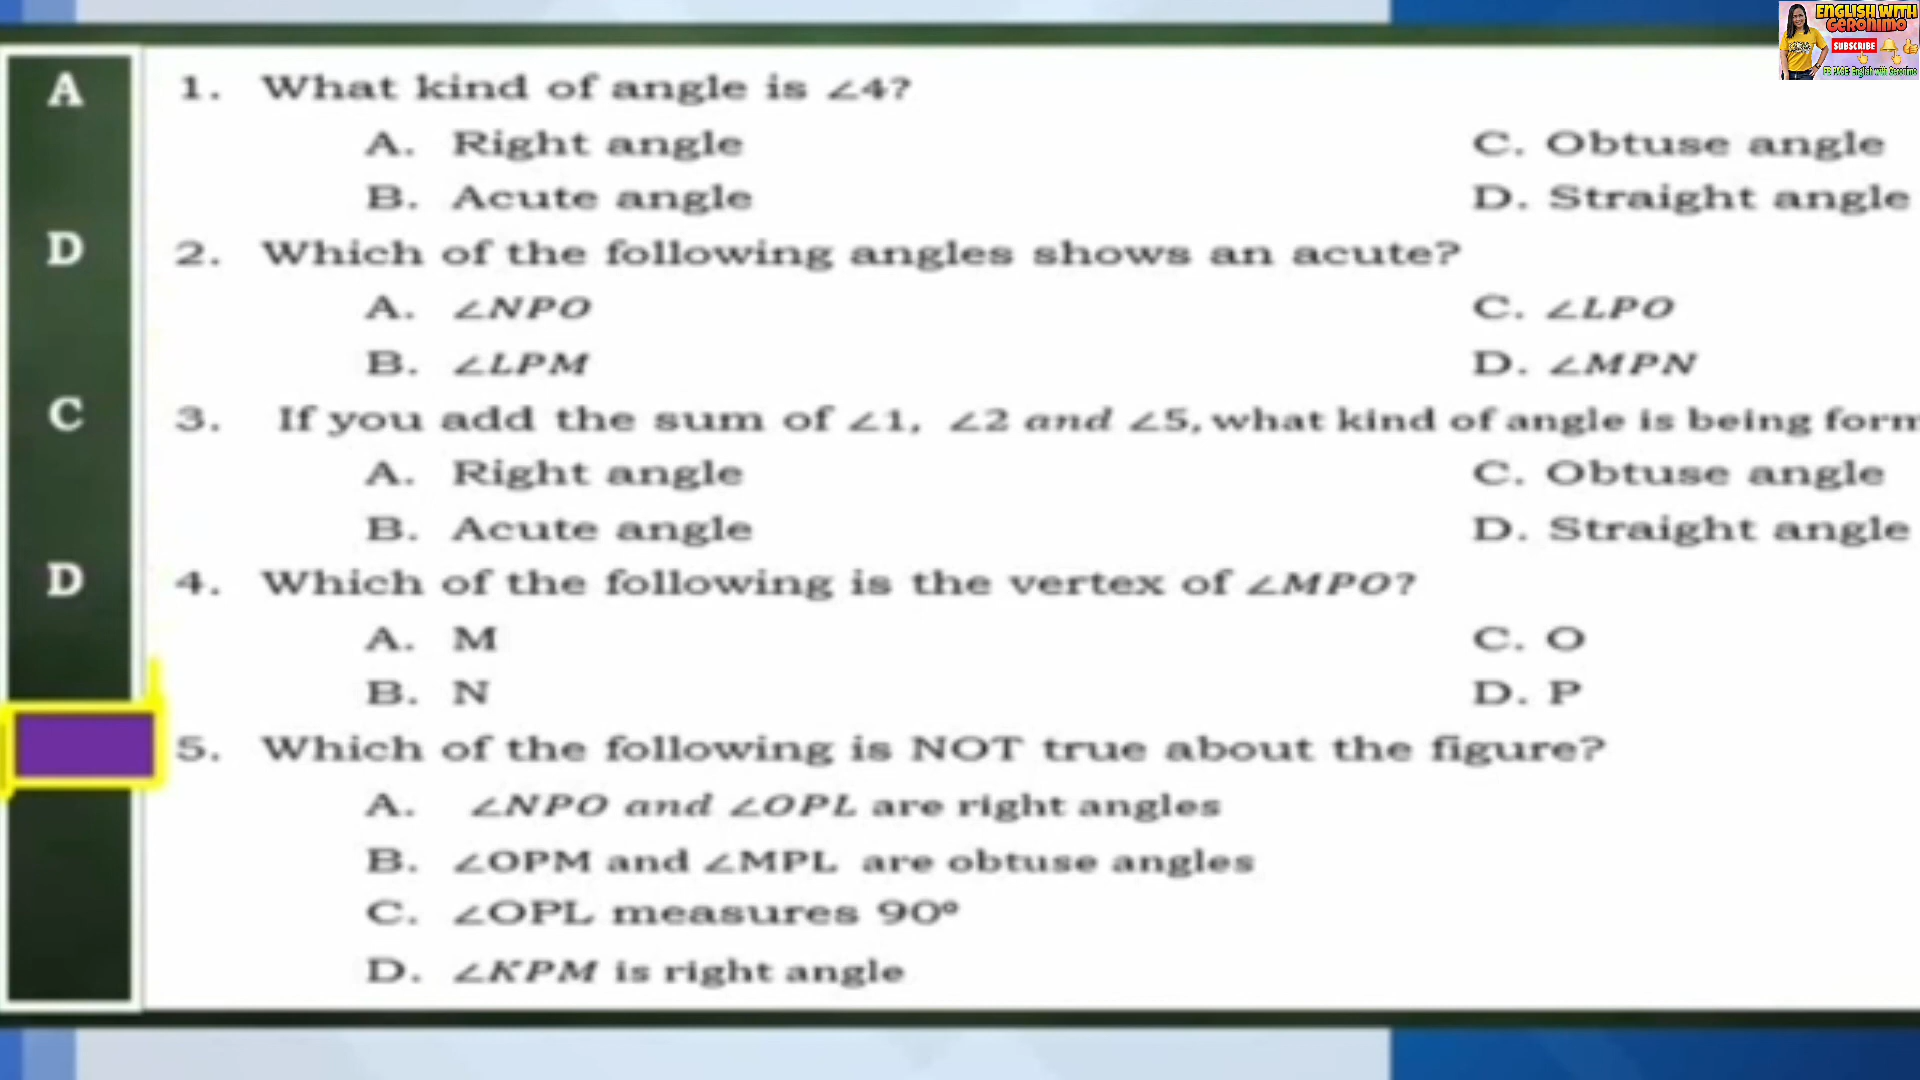 ENGLISH WITH
GERONIMO
SUBSCRIBE
FB PAGE: English with Geronimo
A 1. What kind of angle is ∠4?
A. Right angle C. Obtuse angle
B. Acute angle D. Straight angle
D 2. Which of the following angles shows an acute?
A. ∠NPO C. ∠LPO
B. ∠LPM D. ∠MPN
C 3. If you add the sum of ∠1, ∠2 and ∠5, what kind of angle is being form
A. Right angle C. Obtuse angle
B. Acute angle D. Straight angle
D 4. Which of the following is the vertex of ∠MPO?
A. M C. O
B. N D. P
5. Which of the following is NOT true about the figure?
A. ∠NPO and ∠OPL are right angles
B. ∠OPM and ∠MPL are obtuse angles
C. ∠OPL measures 90°
D. ∠KPM is right angle